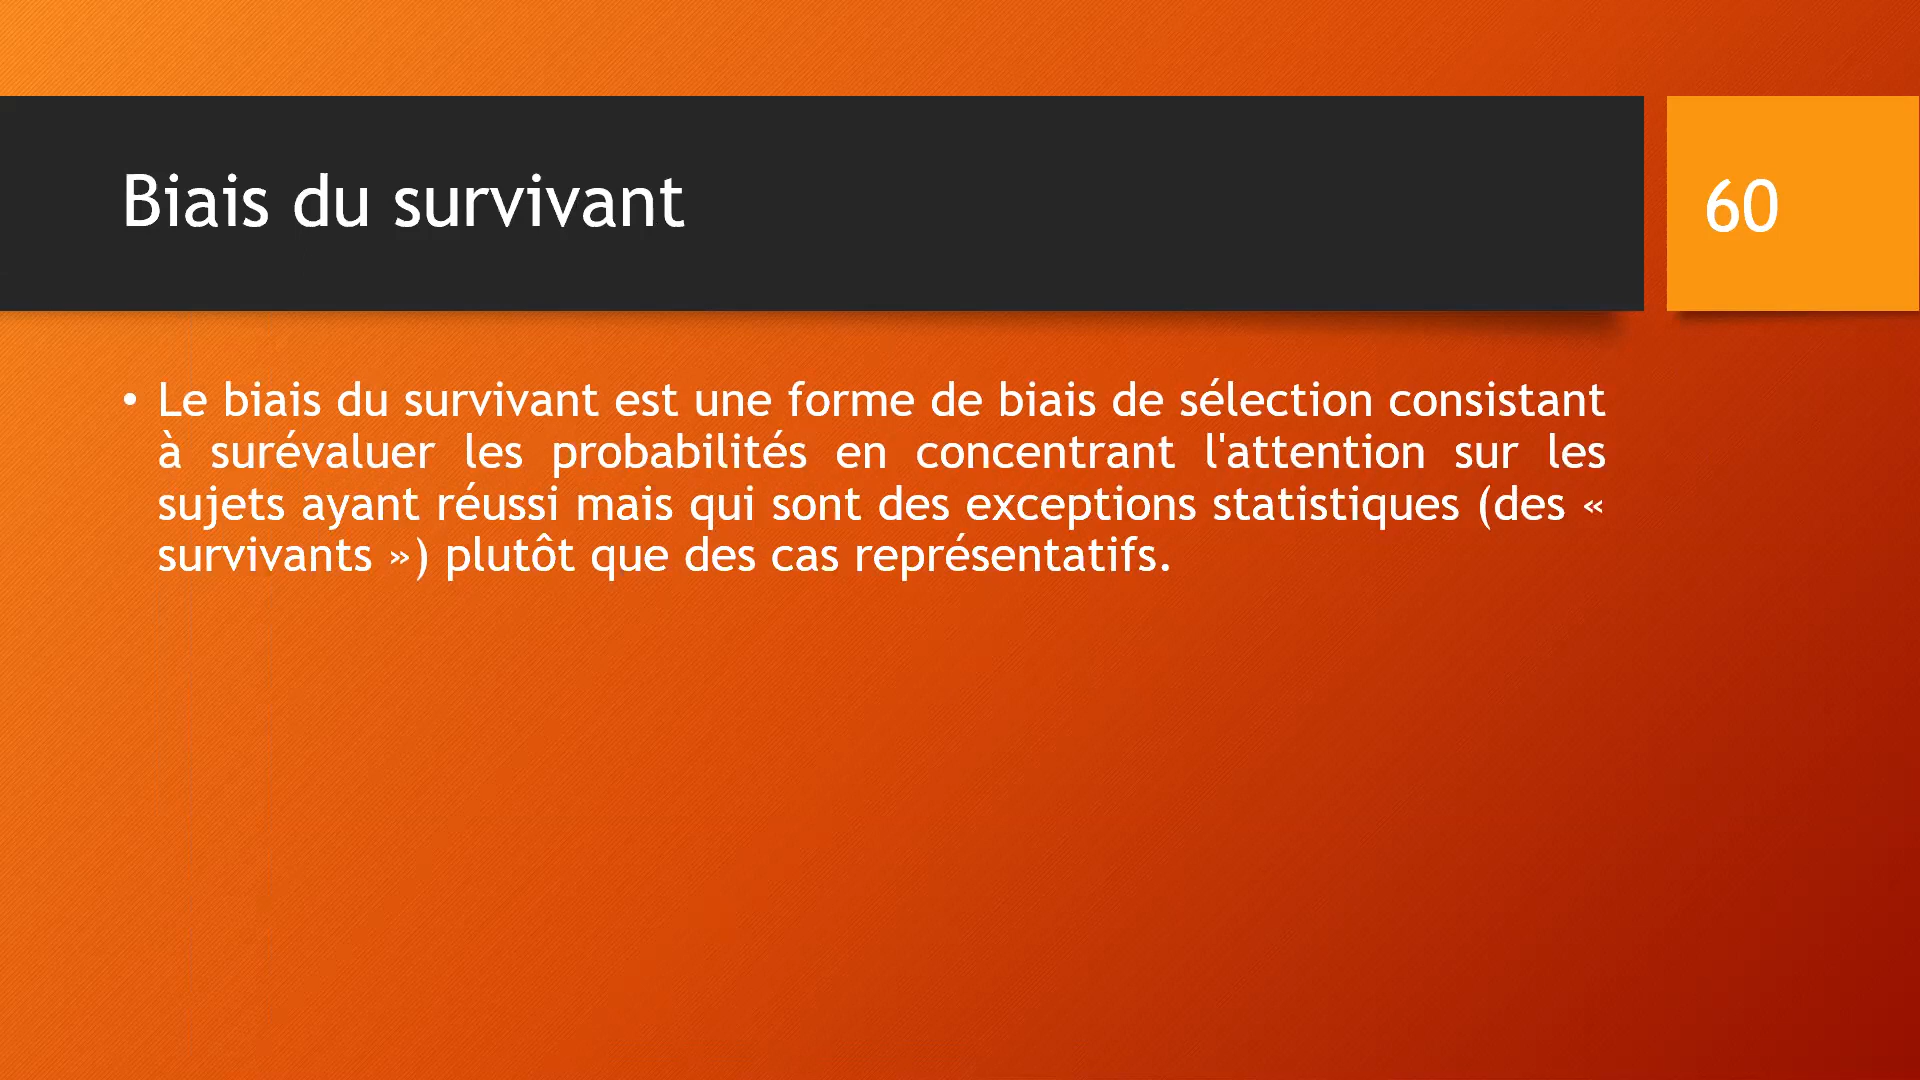 Biais du survivant
60
• Le biais du survivant est une forme de biais de sélection consistant
à surévaluer les probabilités en concentrant l'attention sur les
sujets ayant réussi mais qui sont des exceptions statistiques (des «
survivants ») plutôt que des cas représentatifs.